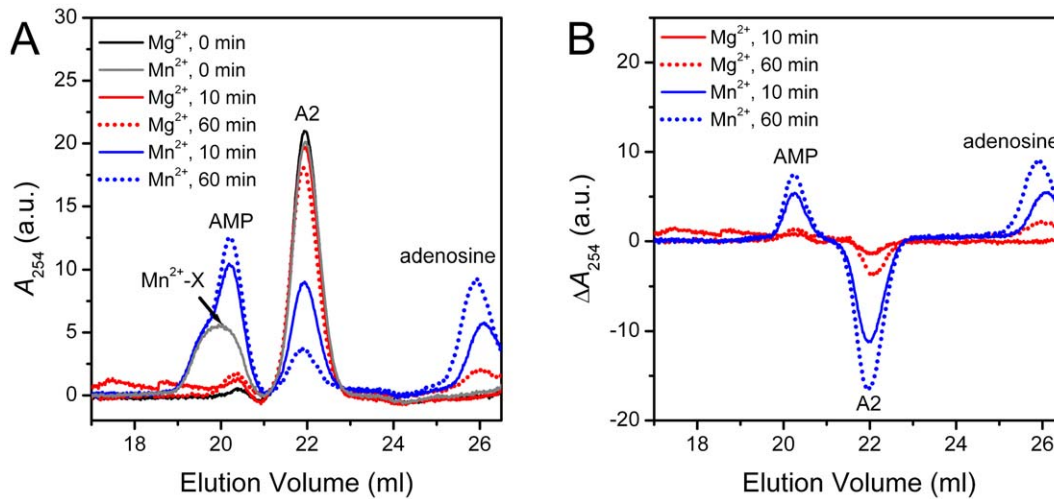 A
30
25
20
15
10
5
0
A₂₅₄ (a.u.)
Mg²⁺, 0 min
Mn²⁺, 0 min
Mg²⁺, 10 min
Mg²⁺, 60 min
Mn²⁺, 10 min
Mn²⁺, 60 min
A2
AMP
Mn²⁺-X
adenosine
18 20 22 24 26
Elution Volume (ml)
B
20
10
0
-10
-20
ΔA₂₅₄ (a.u.)
Mg²⁺, 10 min
Mg²⁺, 60 min
Mn²⁺, 10 min
Mn²⁺, 60 min
AMP
adenosine
A2
18 20 22 24 26
Elution Volume (ml)